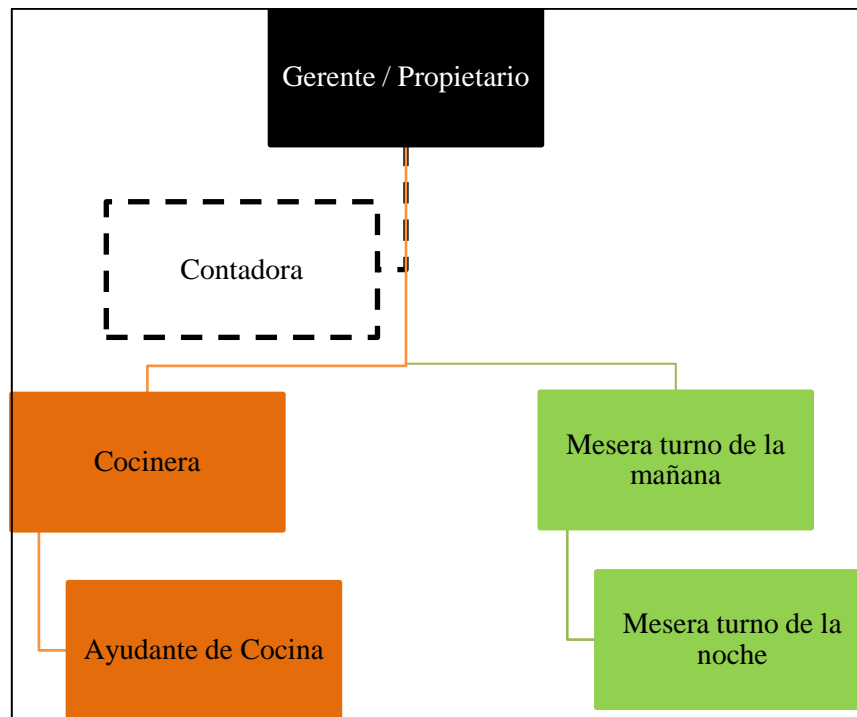 Gerente / Propietario
Contadora
Cocinera
Mesera turno de la
mañana
Ayudante de Cocina
Mesera turno de la
noche